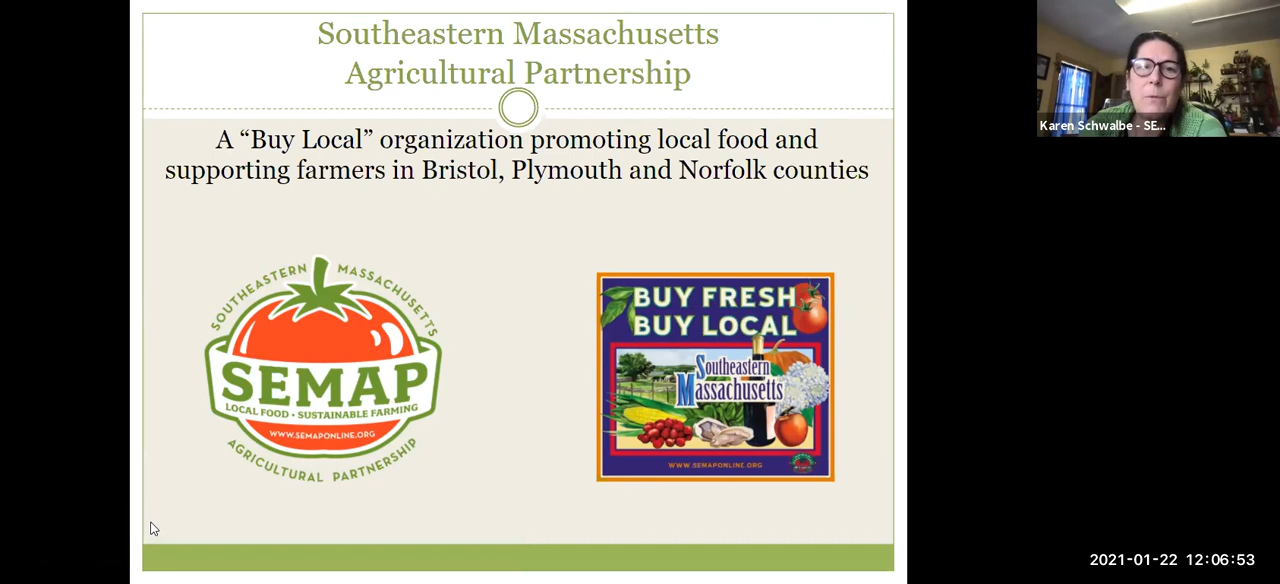 Southeastern Massachusetts
Agricultural Partnership
A “Buy Local” organization promoting local food and
supporting farmers in Bristol, Plymouth and Norfolk counties
SOUTHEASTERN MASSACHUSETTS
SEMAP
LOCAL FOOD • SUSTAINABLE FARMING
WWW.SEMAPONLINE.ORG
AGRICULTURAL PARTNERSHIP
BUY FRESH
BUY LOCAL
Southeastern
Massachusetts
WWW.SEMAPONLINE.ORG
Karen Schwalbe - SE...
2021-01-22 12:06:53